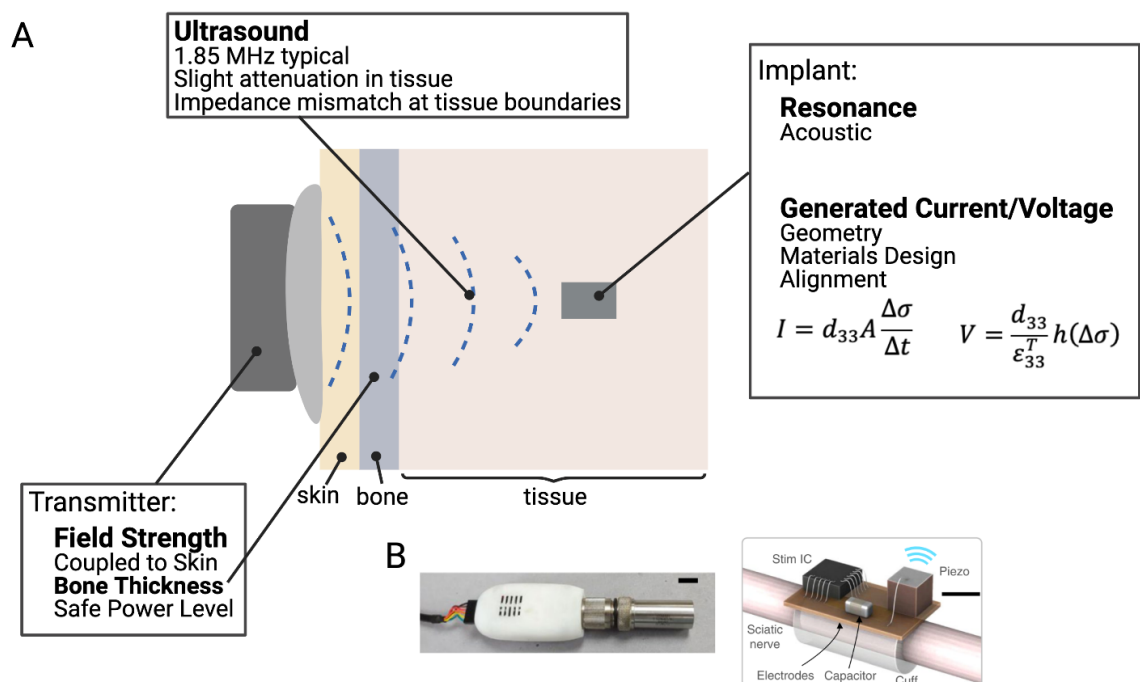 A
Ultrasound
1.85 MHz typical
Slight attenuation in tissue
Impedance mismatch at tissue boundaries
Implant:
Resonance
Acoustic
Generated Current/Voltage
Geometry
Materials Design
Alignment
I = d₃₃A Δσ/Δt
V = d₃₃/ε₃₃ᵀ h(Δσ)
skin
bone
tissue
Transmitter:
Field Strength
Coupled to Skin
Bone Thickness
Safe Power Level
B
Stim IC
Piezo
Sciatic
nerve
Electrodes
Capacitor
Cuff